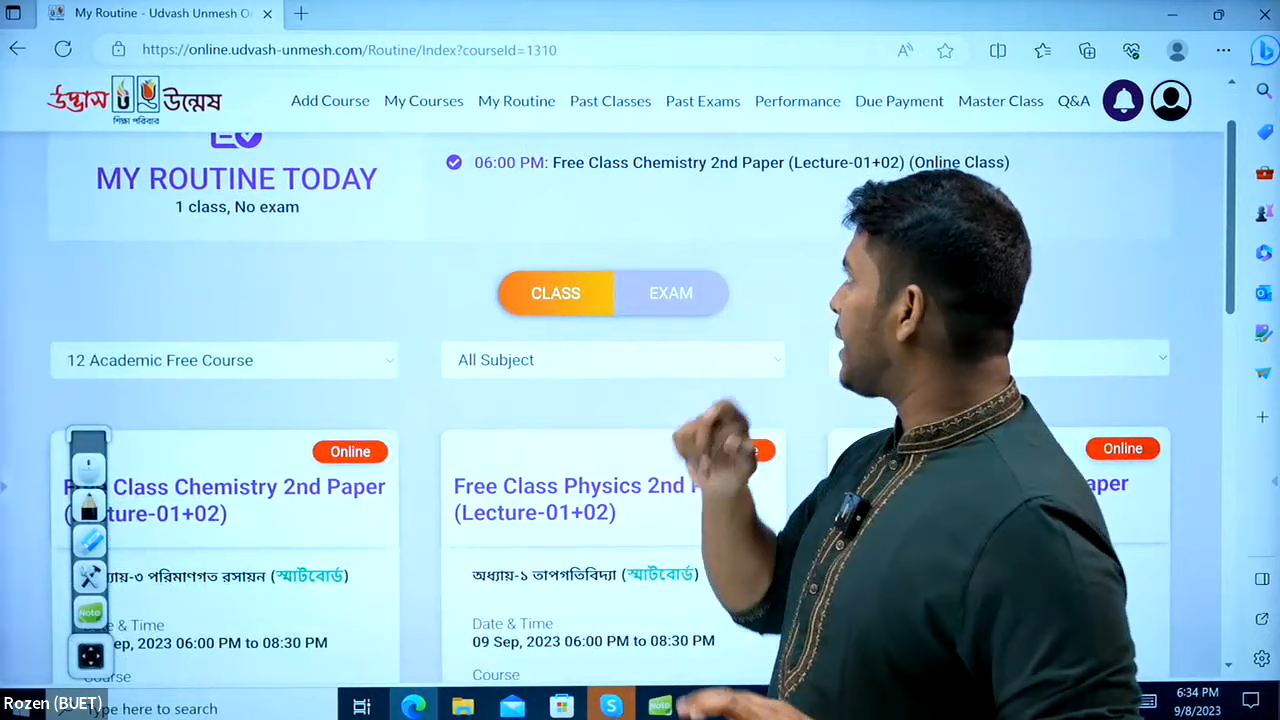 My Routine - Udvash Unmesh O
https://online.udvash-unmesh.com/Routine/Index?courseId=1310
উদ্ভাস উন্মেষ
শিক্ষা পরিবার
Add Course My Courses My Routine Past Classes Past Exams Performance Due Payment Master Class Q&A
MY ROUTINE TODAY
1 class, No exam
06:00 PM: Free Class Chemistry 2nd Paper (Lecture-01+02) (Online Class)
CLASS EXAM
12 Academic Free Course
All Subject
Online
Class Chemistry 2nd Paper
ture-01+02)
পরিমাণগত রসায়ন (স্মার্টবোর্ড)
& Time
ep, 2023 06:00 PM to 08:30 PM
Course
Free Class Physics 2nd
(Lecture-01+02)
অধ্যায়-১ তাপগতিবিদ্যা (স্মার্টবোর্ড)
Date & Time
09 Sep, 2023 06:00 PM to 08:30 PM
Course
Online
aper
Note
Rozen (BUET)
Type here to search
Note
6:34 PM
9/8/2023